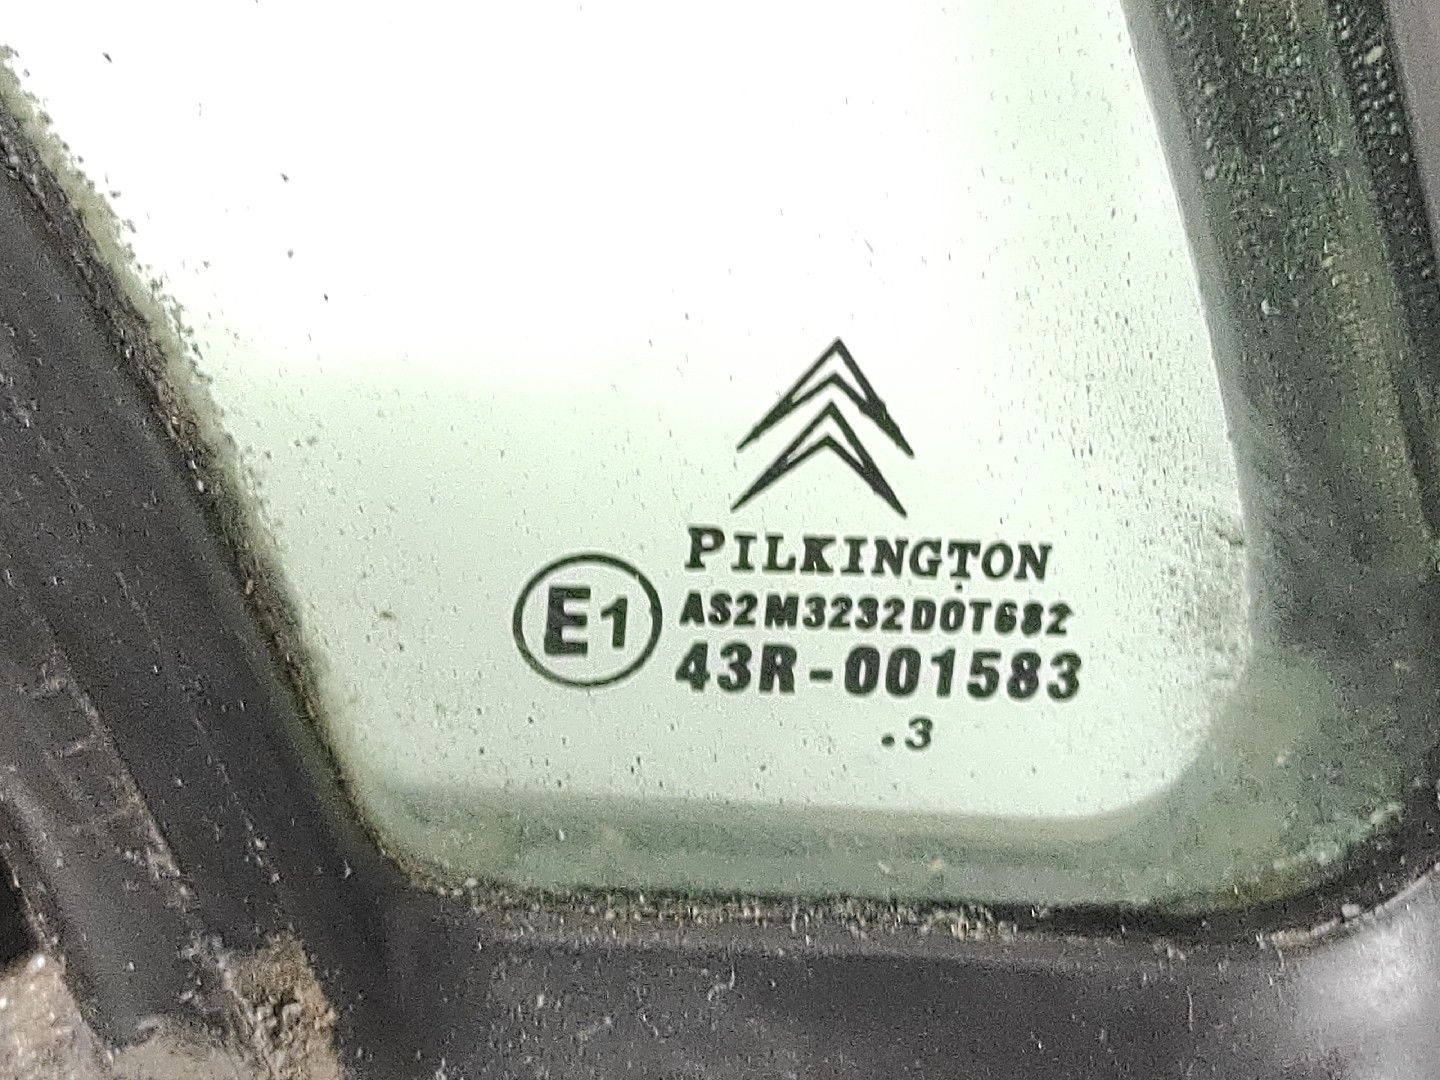 PILKINGTON
E1
AS2M3232DOT682
43R-001583
.3